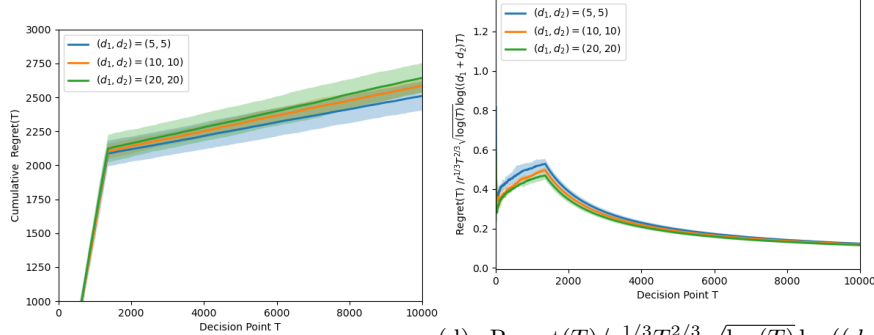 3000
2750
2500
2250
2000
1750
1500
1250
1000
Cumulative Regret(T)
(d₁, d₂) = (5, 5)
(d₁, d₂) = (10, 10)
(d₁, d₂) = (20, 20)
0 2000 4000 6000 8000 10000
Decision Point T
1.2
1.0
0.8
0.6
0.4
0.2
0.0
Regret(T) /r^{1/3}T^{2/3}√log(T)log((d₁ + d₂)T)
(d₁, d₂) = (5, 5)
(d₁, d₂) = (10, 10)
(d₁, d₂) = (20, 20)
0 2000 4000 6000 8000 10000
Decision Point T